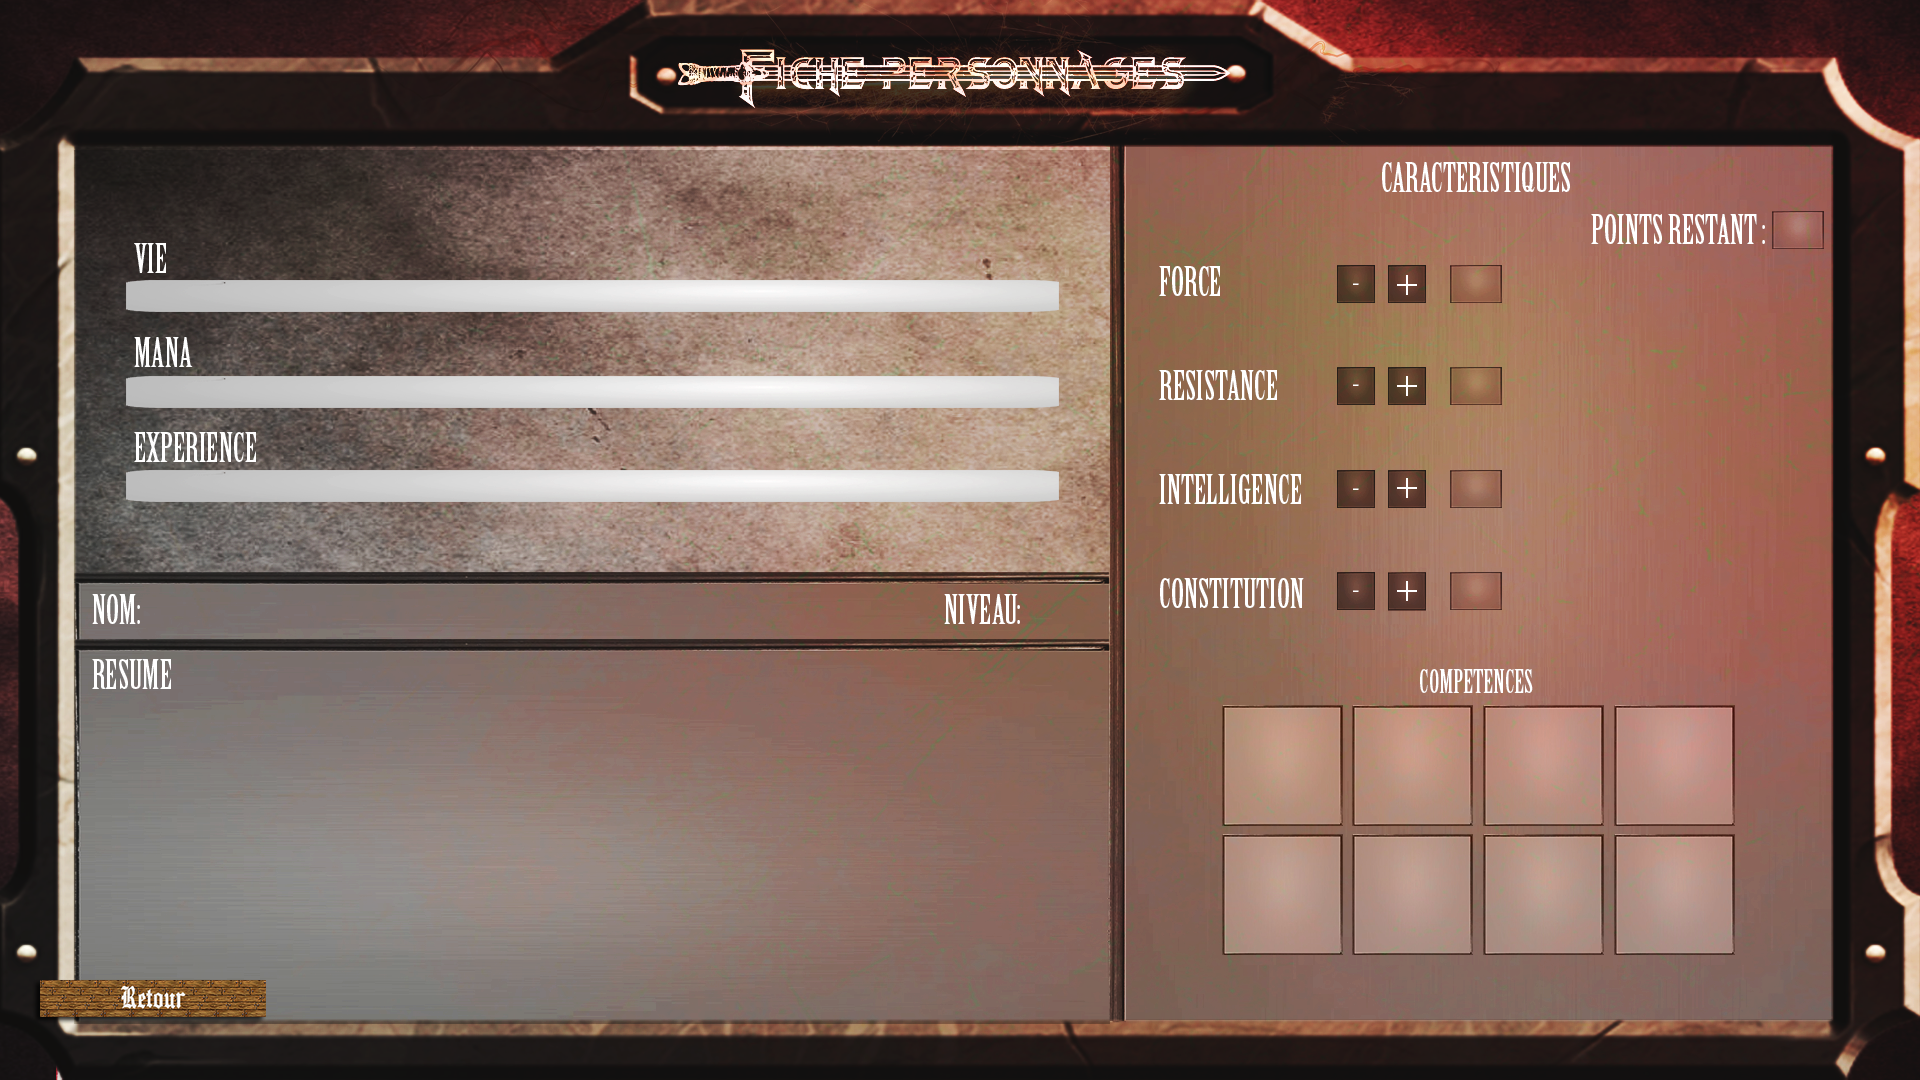 FICHE PERSONNAGES
VIE
MANA
EXPERIENCE
NOM:
NIVEAU:
RESUME
Retour
CARACTERISTIQUES
POINTS RESTANT :
FORCE - +
RESISTANCE - +
INTELLIGENCE - +
CONSTITUTION - +
COMPETENCES